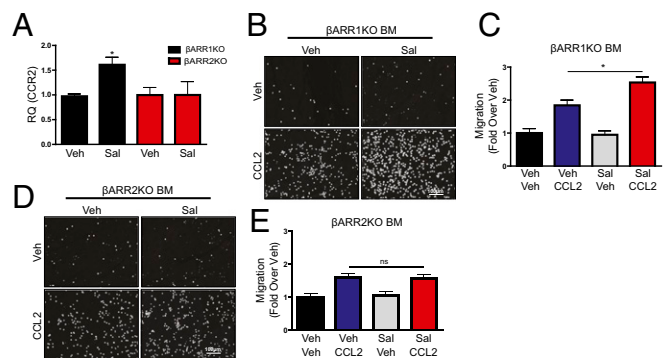 A
RQ (CCR2)
2.0
1.5
1.0
0.5
0.0
*
βARR1KO
βARR2KO
Veh Sal Veh Sal
B
βARR1KO BM
Veh Sal
Veh
CCL2
100μm
C
βARR1KO BM
Migration
(Fold Over Veh)
3
2
1
0
*
Veh Veh Sal Sal
Veh CCL2 Veh CCL2
D
βARR2KO BM
Veh Sal
Veh
CCL2
100μm
E
βARR2KO BM
Migration
(Fold Over Veh)
3
2
1
0
ns
Veh Veh Sal Sal
Veh CCL2 Veh CCL2